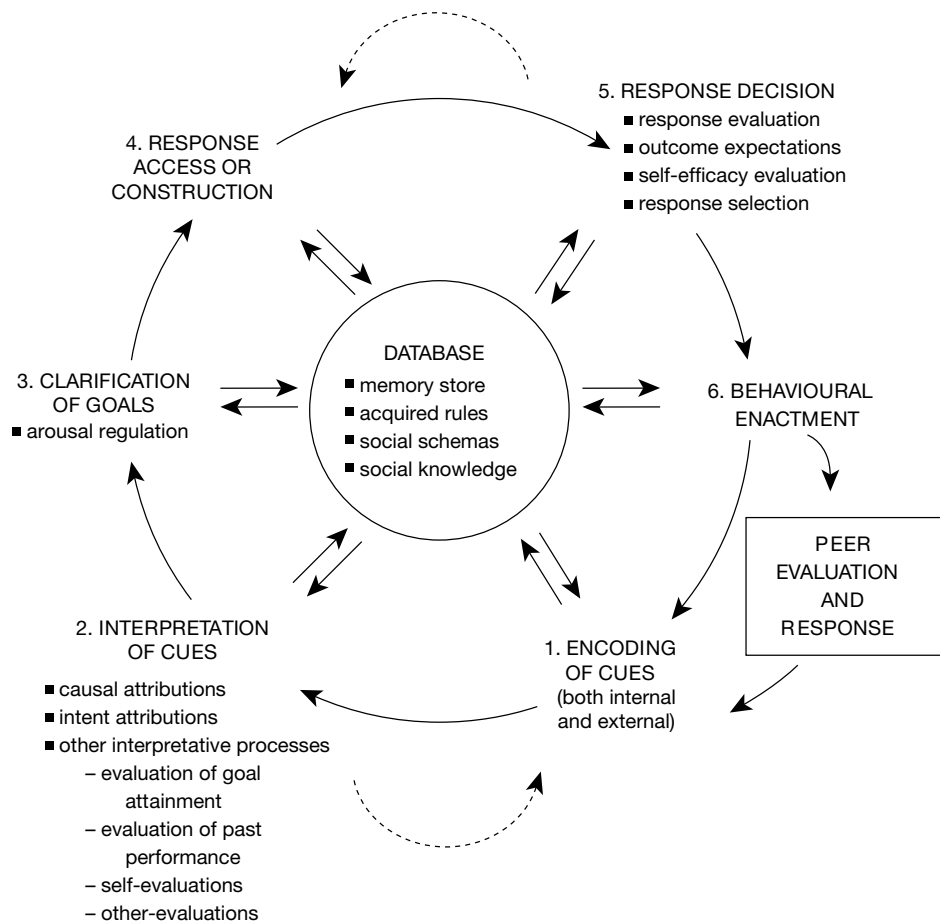 5. RESPONSE DECISION
■ response evaluation
■ outcome expectations
■ self-efficacy evaluation
■ response selection
4. RESPONSE
ACCESS OR
CONSTRUCTION
DATABASE
■ memory store
■ acquired rules
■ social schemas
■ social knowledge
3. CLARIFICATION
OF GOALS
■ arousal regulation
6. BEHAVIOURAL
ENACTMENT
PEER
EVALUATION
AND
RESPONSE
2. INTERPRETATION
OF CUES
■ causal attributions
■ intent attributions
■ other interpretative processes
– evaluation of goal
attainment
– evaluation of past
performance
– self-evaluations
– other-evaluations
1. ENCODING
OF CUES
(both internal
and external)